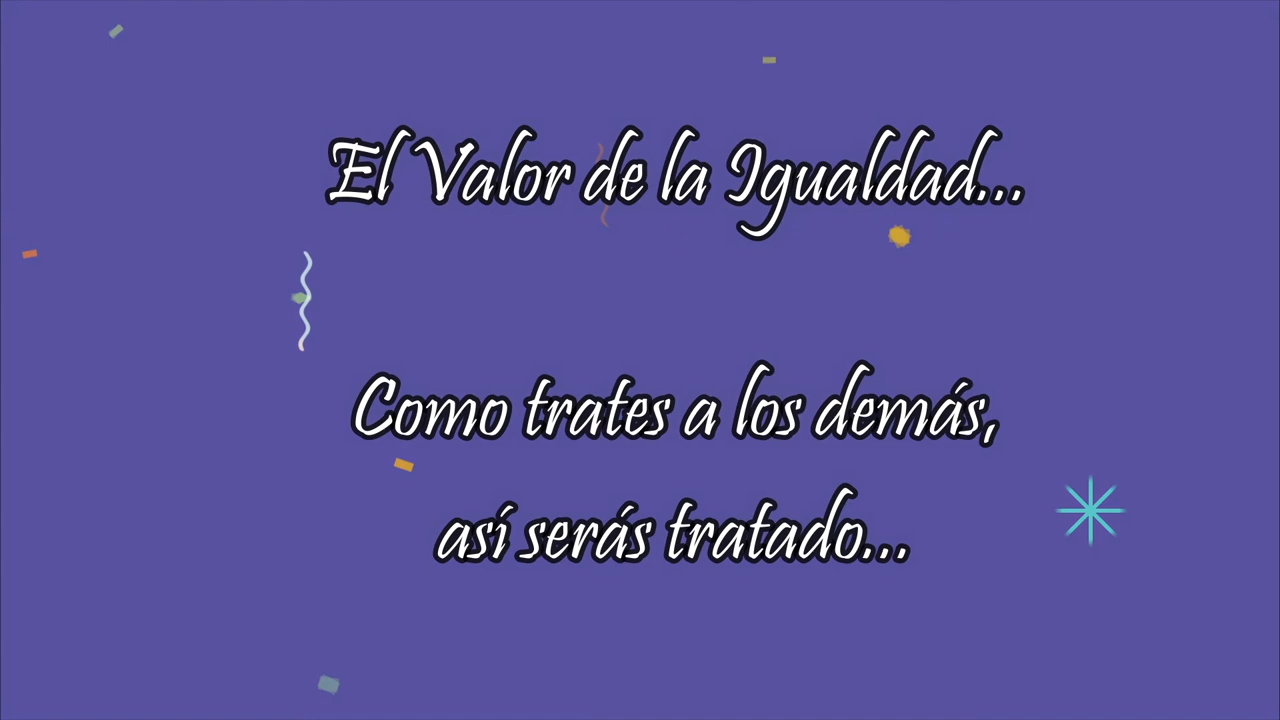 El Valor de la Igualdad...
Como trates a los demás,
así serás tratado...